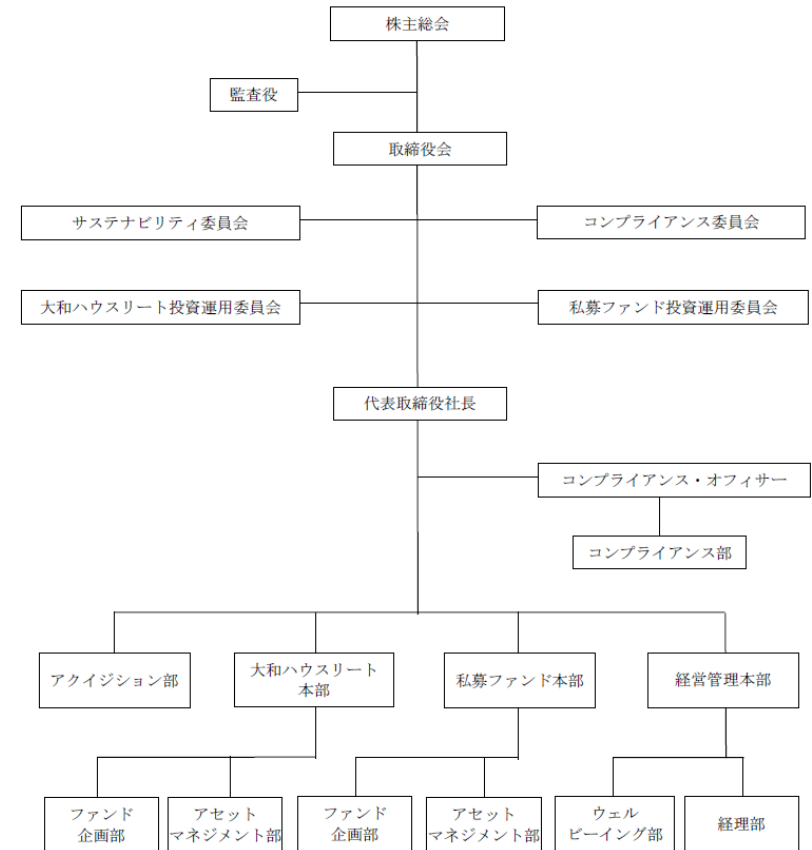 株主総会
監査役
取締役会
サステナビリティ委員会
コンプライアンス委員会
大和ハウスリート投資運用委員会
私募ファンド投資運用委員会
代表取締役社長
コンプライアンス・オフィサー
コンプライアンス部
アクイジション部
大和ハウスリート
本部
私募ファンド本部
経営管理本部
ファンド
企画部
アセット
マネジメント部
ファンド
企画部
アセット
マネジメント部
ウェル
ビーイング部
経理部